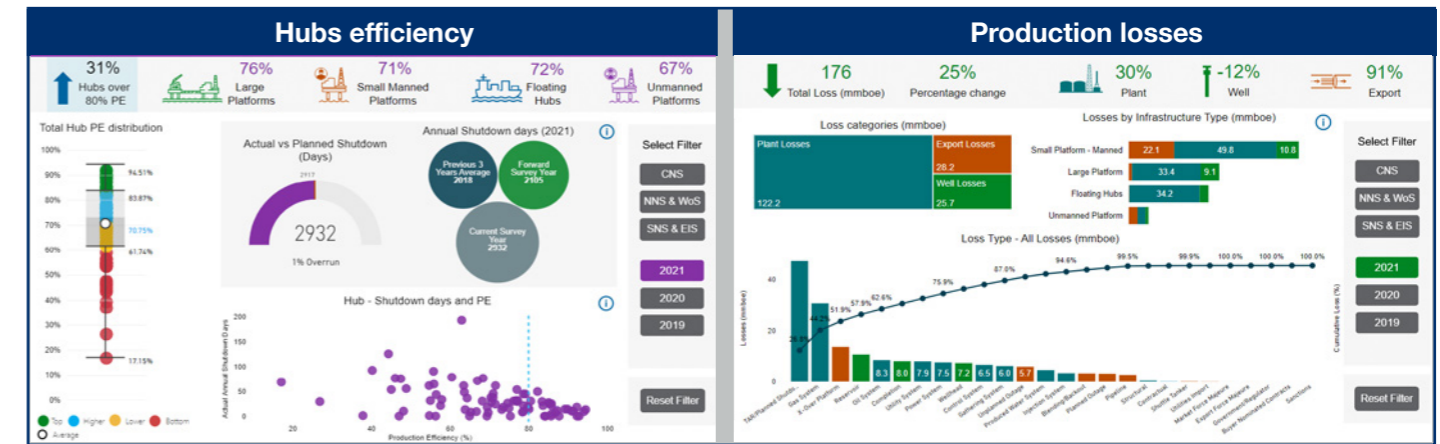 Hubs efficiency
31%
Hubs over
80% PE
76%
Large
Platforms
71%
Small Manned
Platforms
72%
Floating
Hubs
67%
Unmanned
Platforms
Total Hub PE distribution
100%
90%
80%
70%
60%
50%
40%
30%
20%
10%
0%
94.51%
83.87%
70.75%
61.74%
17.15%
Top
Higher
Lower
Bottom
Average
Actual vs Planned Shutdown
(Days)
2917
2932
1% Overrun
Annual Shutdown days (2021)
Previous 3
Years Average
2018
Forward
Survey Year
2105
Current Survey
Year
2932
Hub - Shutdown days and PE
Actual Annual Shutdown Days
200
150
100
50
0
20
40
60
80
100
Production Efficiency (%)
Select Filter
CNS
NNS & WoS
SNS & EIS
2021
2020
2019
Reset Filter
Production losses
176
Total Loss (mmboe)
25%
Percentage change
30%
Plant
-12%
Well
91%
Export
Loss categories (mmboe)
Plant Losses
122.2
Export Losses
28.2
Well Losses
25.7
Losses by Infrastructure Type (mmboe)
Small Platform - Manned
22.1
49.8
10.8
Large Platform
33.4
9.1
Floating Hubs
34.2
Unmanned Platform
Loss Type - All Losses (mmboe)
Losses (mmboe)
40
20
0
44.2%
51.9%
57.9%
62.6%
75.9%
87.0%
94.6%
99.5%
99.9%
100.0%
100.0%
8.3
8.0
7.9
7.5
7.2
6.5
6.0
5.7
Cumulative Loss (%)
Gas System
X-Over Platform
Reservoir
Oil System
Completion
Utility System
Power System
Wellhead
Control System
Gathering System
Unplanned Outage
Produced Water System
Injection System
Blending/Backout
Planned Outage
Pipeline
Structural
Contractual
Shuttle Tanker
Utilities Import
Market Force Majeure
Export Force Majeure
Government/Regulator
Buyer Nominated Contracts
Sanctions
Select Filter
CNS
NNS & WoS
SNS & EIS
2021
2020
2019
Reset Filter